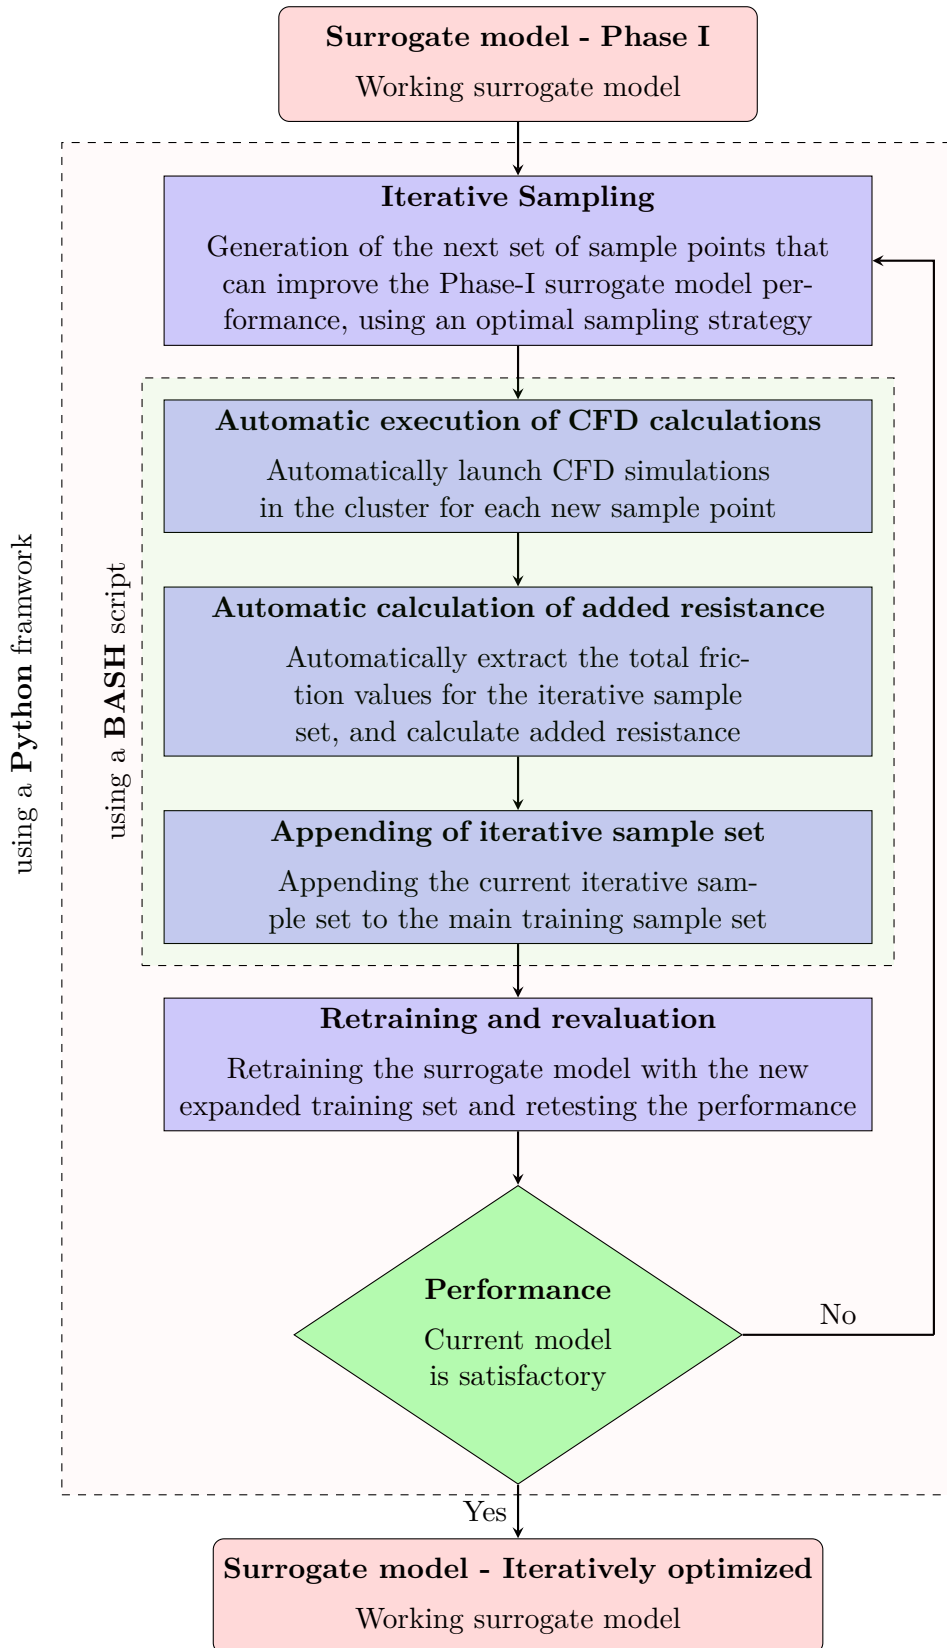 Surrogate model - Phase I
Working surrogate model
Iterative Sampling
Generation of the next set of sample points that
can improve the Phase-I surrogate model per-
formance, using an optimal sampling strategy
using a Python framwork
using a BASH script
Automatic execution of CFD calculations
Automatically launch CFD simulations
in the cluster for each new sample point
Automatic calculation of added resistance
Automatically extract the total fric-
tion values for the iterative sample
set, and calculate added resistance
Appending of iterative sample set
Appending the current iterative sam-
ple set to the main training sample set
Retraining and revaluation
Retraining the surrogate model with the new
expanded training set and retesting the performance
Performance
Current model
is satisfactory
No
Yes
Surrogate model - Iteratively optimized
Working surrogate model